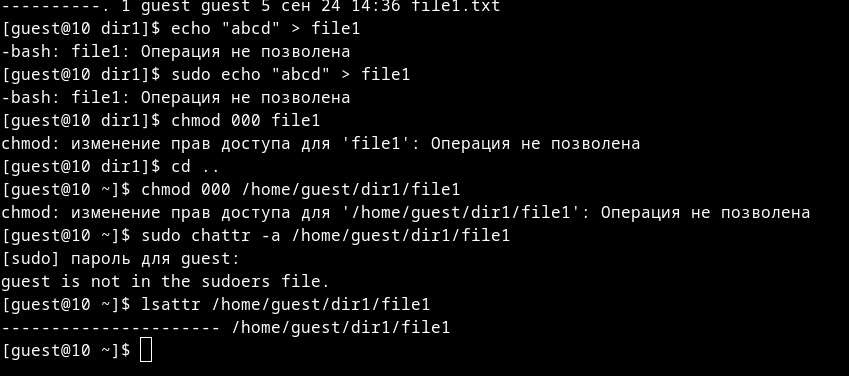 ----------. 1 guest guest 5 сен 24 14:36 file1.txt
[guest@10 dir1]$ echo "abcd" > file1
-bash: file1: Операция не позволена
[guest@10 dir1]$ sudo echo "abcd" > file1
-bash: file1: Операция не позволена
[guest@10 dir1]$ chmod 000 file1
chmod: изменение прав доступа для 'file1': Операция не позволена
[guest@10 dir1]$ cd ..
[guest@10 ~]$ chmod 000 /home/guest/dir1/file1
chmod: изменение прав доступа для '/home/guest/dir1/file1': Операция не позволена
[guest@10 ~]$ sudo chattr -a /home/guest/dir1/file1
[sudo] пароль для guest:
guest is not in the sudoers file.
[guest@10 ~]$ lsattr /home/guest/dir1/file1
---------------------- /home/guest/dir1/file1
[guest@10 ~]$